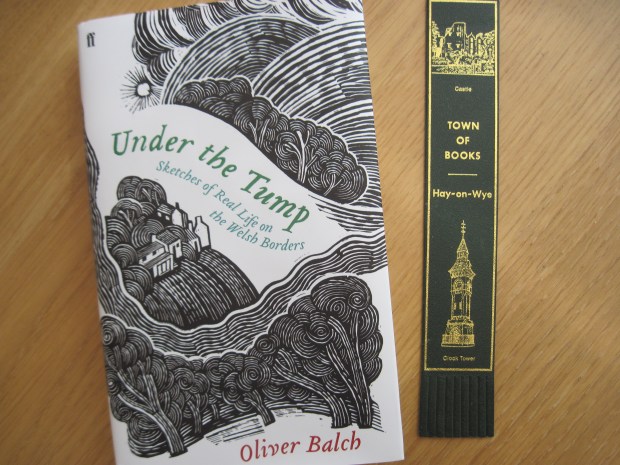 ff
Under the Tump
Sketches of Real Life on
the Welsh Borders
Oliver Balch
Castle
TOWN
OF
BOOKS
Hay-on-Wye
Clock Tower